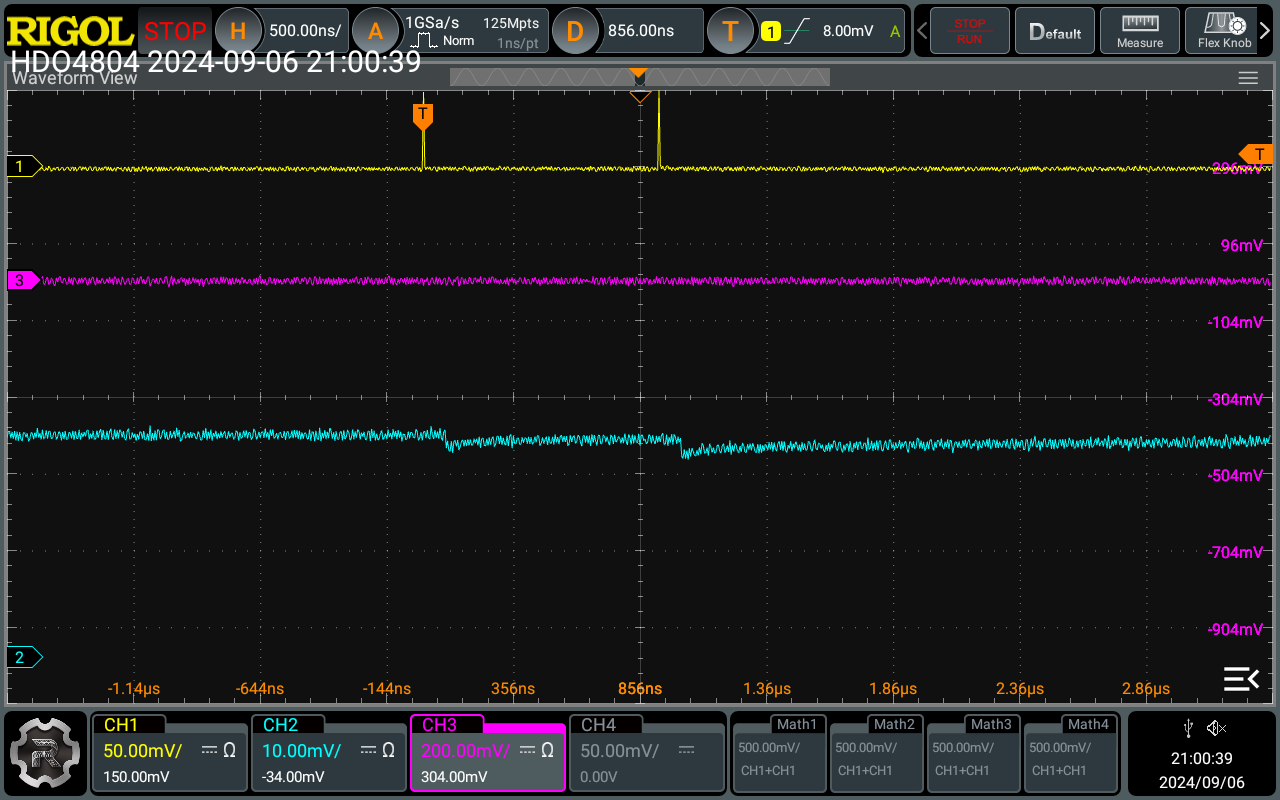 RIGOL STOP H 500.00ns/ A 1GSa/s Norm 125Mpts 1ns/pt D 856.00ns T 1 8.00mV A STOP RUN Default Measure Flex Knob
HDO4804 2024-09-06 21:00:39
Waveform View
T
1
T
296mV
96mV
3
-104mV
-304mV
-504mV
-704mV
-904mV
2
-1.14µs -644ns -144ns 356ns 856ns 1.36µs 1.86µs 2.36µs 2.86µs
CH1 CH2 CH3 CH4 Math1 Math2 Math3 Math4
50.00mV/ Ω 10.00mV/ Ω 200.00mV/ Ω 50.00mV/ 500.00mV/ 500.00mV/ 500.00mV/ 500.00mV/
150.00mV -34.00mV 304.00mV 0.00V CH1+CH1 CH1+CH1 CH1+CH1 CH1+CH1
R
21:00:39
2024/09/06